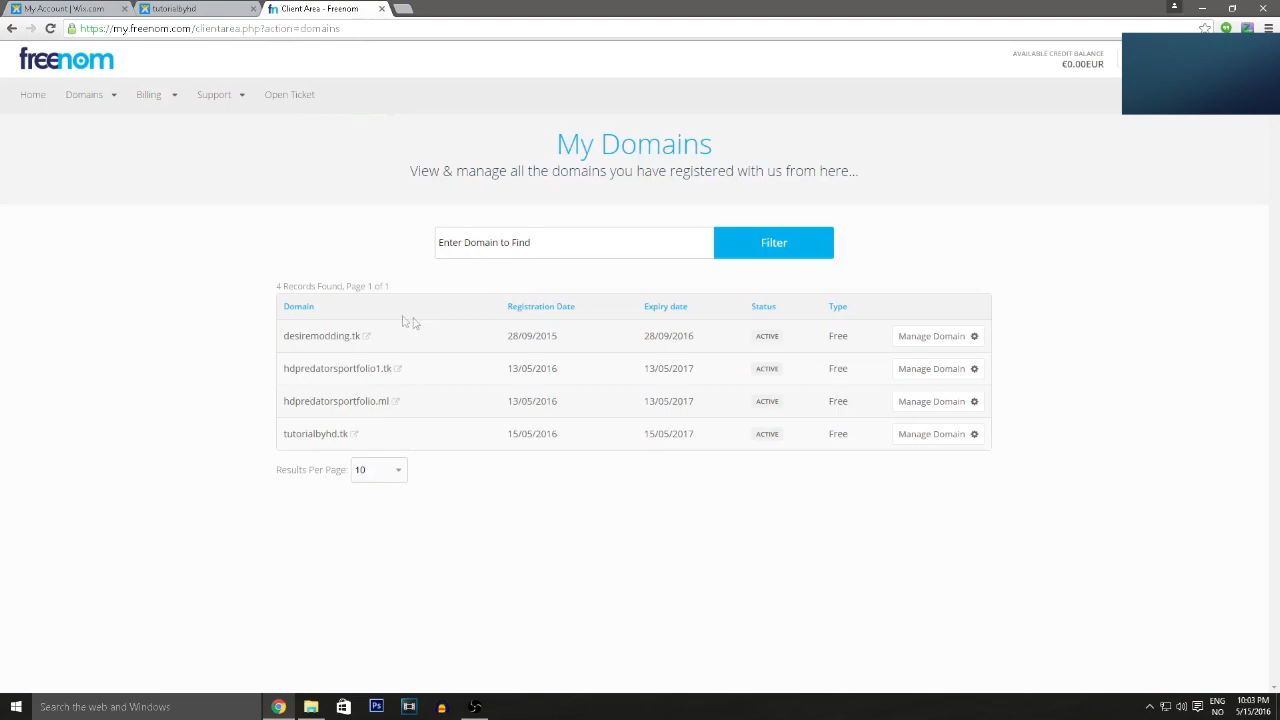 My Account | Wix.com
tutorialbyhd
Client Area - Freenom
https://my.freenom.com/clientarea.php?action=domains
freenom
AVAILABLE CREDIT BALANCE
€0.00EUR
Home
Domains
Billing
Support
Open Ticket
My Domains
View & manage all the domains you have registered with us from here...
Enter Domain to Find
Filter
4 Records Found, Page 1 of 1
Domain Registration Date Expiry date Status Type
desiremodding.tk 28/09/2015 28/09/2016 ACTIVE Free Manage Domain
hdpredatorsportfolio1.tk 13/05/2016 13/05/2017 ACTIVE Free Manage Domain
hdpredatorsportfolio.ml 13/05/2016 13/05/2017 ACTIVE Free Manage Domain
tutorialbyhd.tk 15/05/2016 15/05/2017 ACTIVE Free Manage Domain
Results Per Page: 10
Search the web and Windows
Ps
ENG
NO
10:03 PM
5/15/2016